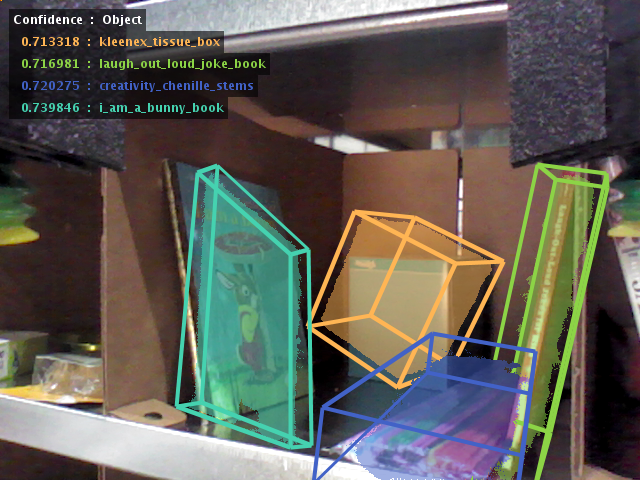 Confidence : Object
0.713318 : kleenex_tissue_box
0.716981 : laugh_out_loud_joke_book
0.720275 : creativity_chenille_stems
0.739846 : i_am_a_bunny_book